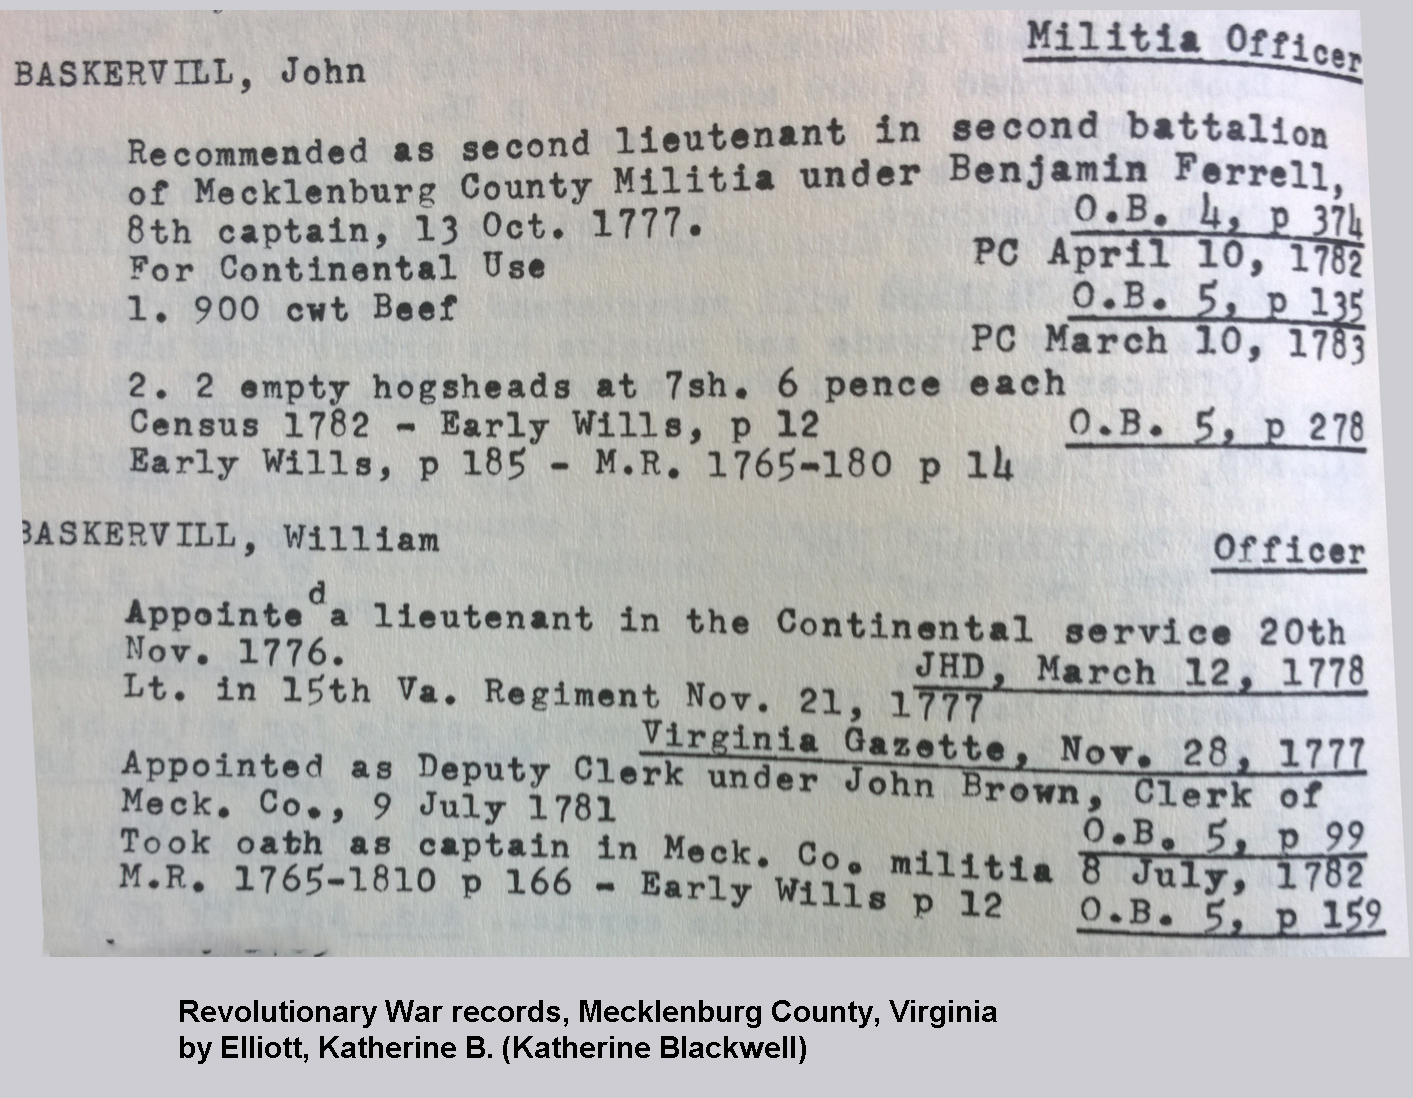 Militia Officer
BASKERVILL, John
Recommended as second lieutenant in second battalion
of Mecklenburg County Militia under Benjamin Ferrell,
8th captain, 13 Oct. 1777. O.B. 4, p 374
For Continental Use PC April 10, 1782
1. 900 cwt Beef O.B. 5, p 135
PC March 10, 1783
2. 2 empty hogsheads at 7sh. 6 pence each
Census 1782 - Early Wills, p 12 O.B. 5, p 278
Early Wills, p 185 - M.R. 1765-180 p 14
BASKERVILL, William
Officer
Appointed a lieutenant in the Continental service 20th
Nov. 1776. JHD, March 12, 1778
Lt. in 15th Va. Regiment Nov. 21, 1777
Virginia Gazette, Nov. 28, 1777
Appointed as Deputy Clerk under John Brown, Clerk of
Meck. Co., 9 July 1781 O.B. 5, p 99
Took oath as captain in Meck. Co. militia 8 July, 1782
M.R. 1765-1810 p 166 - Early Wills p 12 O.B. 5, p 159
Revolutionary War records, Mecklenburg County, Virginia
by Elliott, Katherine B. (Katherine Blackwell)